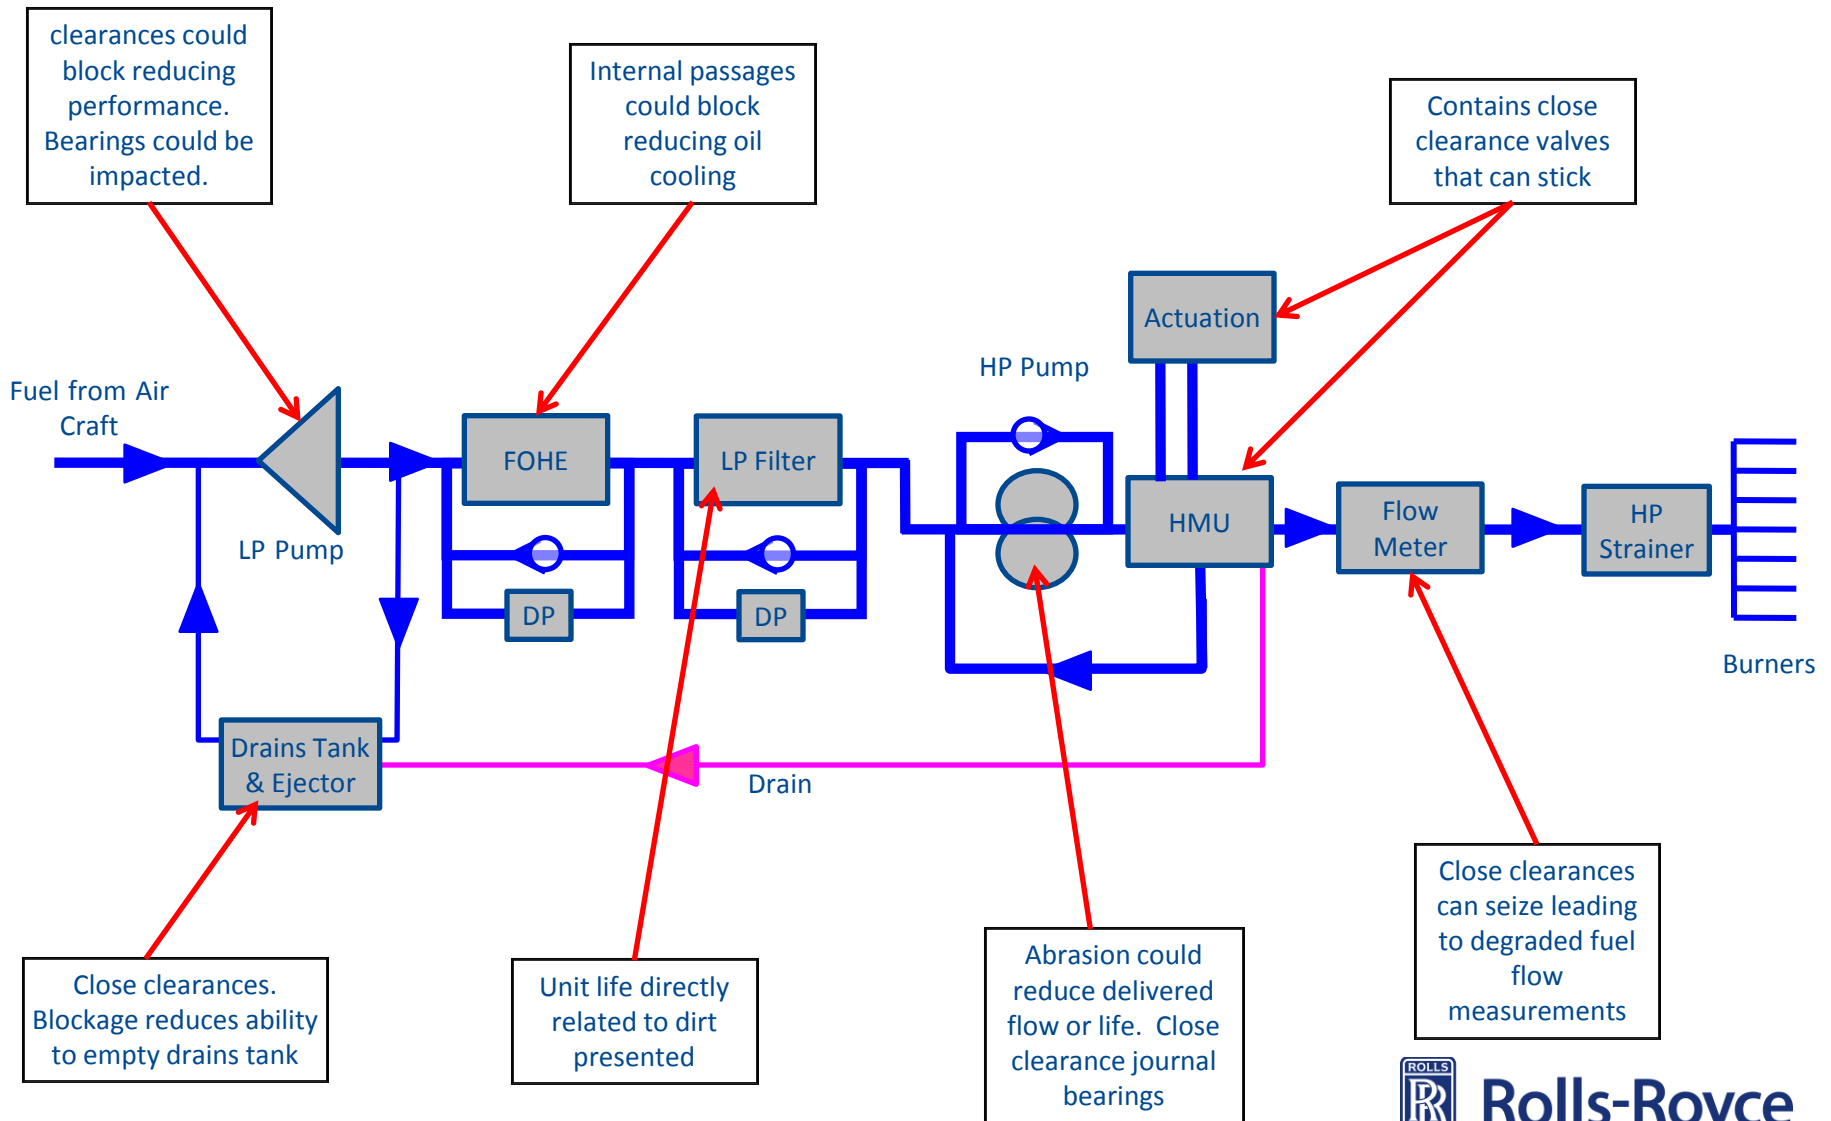 clearances could
block reducing
performance.
Bearings could be
impacted.
Internal passages
could block
reducing oil
cooling
Contains close
clearance valves
that can stick
Actuation
HP Pump
Fuel from Air
Craft
FOHE
LP Filter
LP Pump
HMU
Flow
Meter
HP
Strainer
DP
DP
Burners
Drains Tank
& Ejector
Drain
Close clearances.
Blockage reduces ability
to empty drains tank
Unit life directly
related to dirt
presented
Abrasion could
reduce delivered
flow or life.  Close
clearance journal
bearings
Close clearances
can seize leading
to degraded fuel
flow
measurements
ROLLS
RR
Rolls-Royce